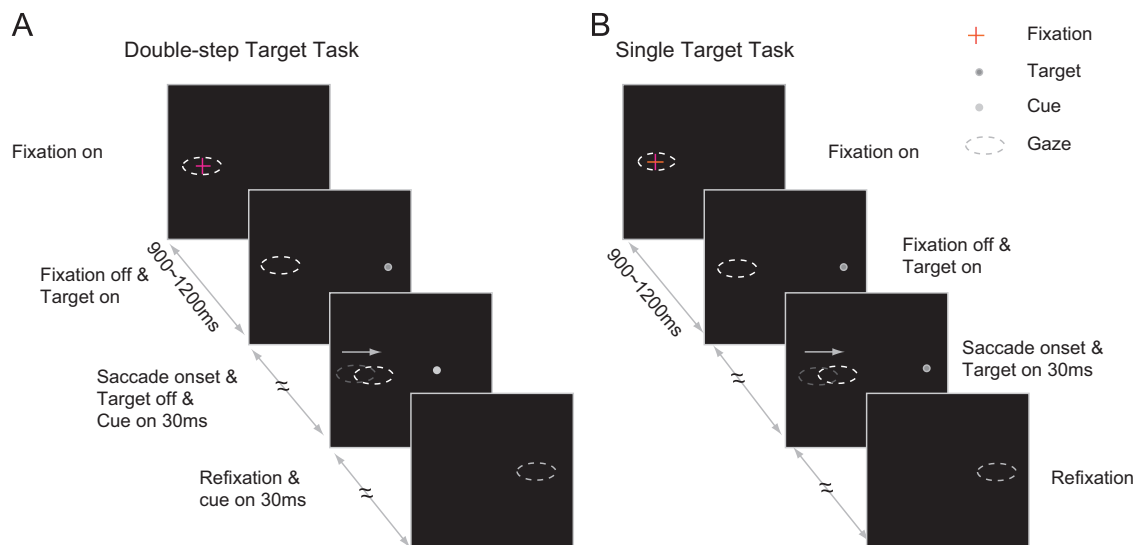 A
Double-step Target Task
Fixation on
900~1200ms
Fixation off &
Target on
Saccade onset &
Target off &
Cue on 30ms
≈
Refixation &
cue on 30ms
≈
B
Single Target Task
Fixation
Target
Cue
Gaze
Fixation on
900~1200ms
Fixation off &
Target on
≈
Saccade onset &
Target on 30ms
≈
Refixation